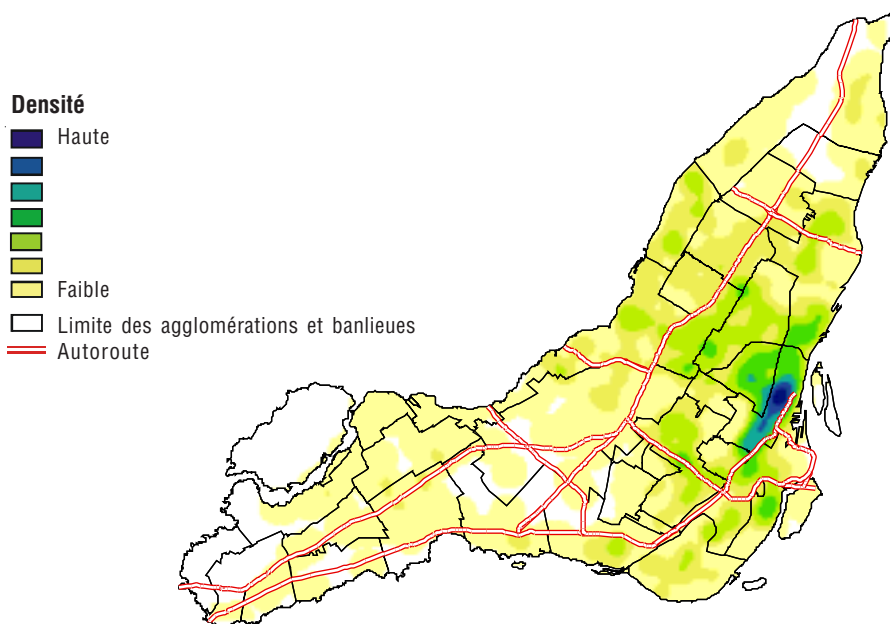 Densité
Haute
Faible
Limite des agglomérations et banlieues
Autoroute